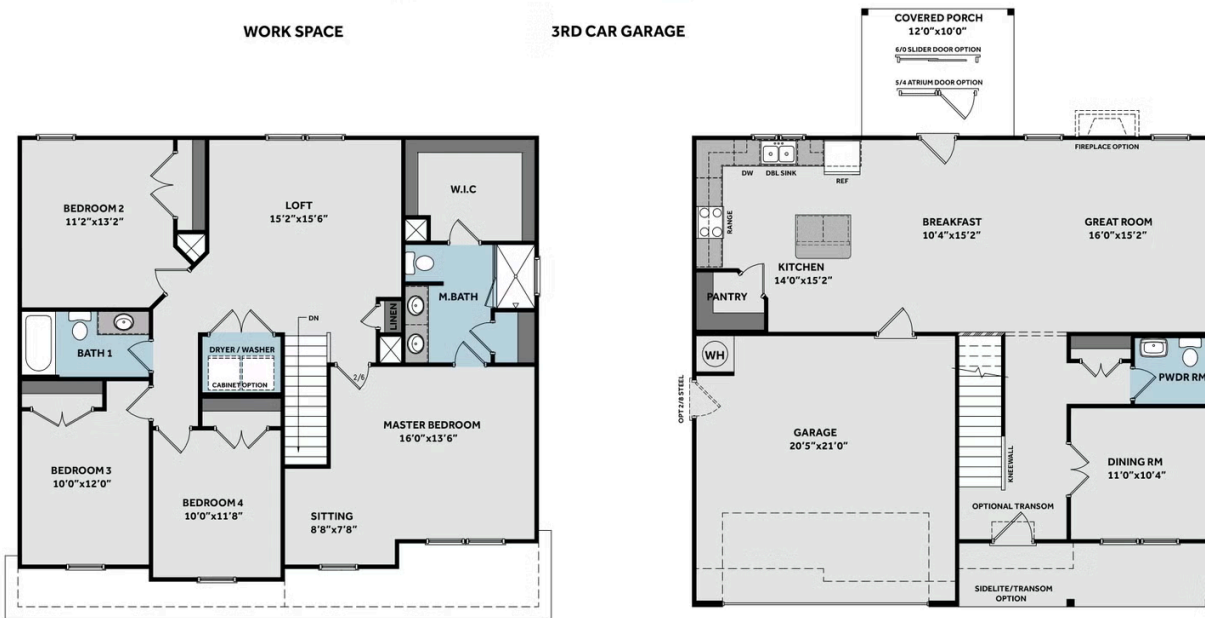 WORK SPACE
3RD CAR GARAGE
BEDROOM 2
11'2"x13'2"
LOFT
15'2"x15'6"
W.I.C
M.BATH
LINEN
DN
BATH 1
DRYER / WASHER
CABINET OPTION
2/6
MASTER BEDROOM
16'0"x13'6"
BEDROOM 3
10'0"x12'0"
BEDROOM 4
10'0"x11'8"
SITTING
8'8"x7'8"
COVERED PORCH
12'0"x10'0"
6/0 SLIDER DOOR OPTION
5/4 ATRIUM DOOR OPTION
FIREPLACE OPTION
DW
DBL SINK
REF
RANGE
BREAKFAST
10'4"x15'2"
GREAT ROOM
16'0"x15'2"
KITCHEN
14'0"x15'2"
PANTRY
WH
PWDR RM
OPT 2/8 STEEL
GARAGE
20'5"x21'0"
KNEEWALL
DINING RM
11'0"x10'4"
OPTIONAL TRANSOM
SIDELITE/TRANSOM
OPTION